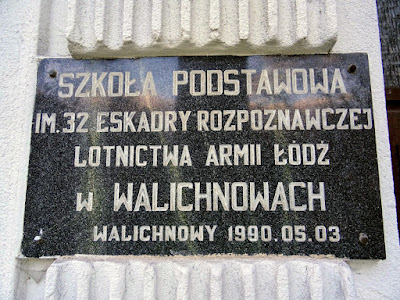 SZKOŁA PODSTAWOWA
IM. 32 ESKADRY ROZPOZNAWCZEJ
LOTNICTWA ARMII ŁÓDŹ
w WALICHNOWACH
WALICHNOWY 1990.05.03